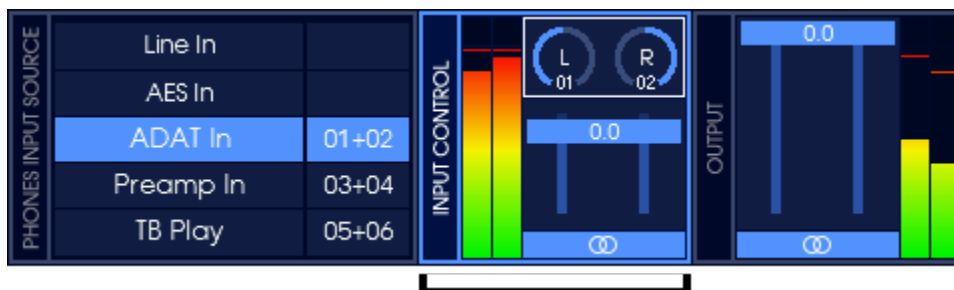 PHONES INPUT SOURCE
Line In
AES In
ADAT In 01+02
Preamp In 03+04
TB Play 05+06
INPUT CONTROL
L R
01 02
0.0
OUTPUT
0.0